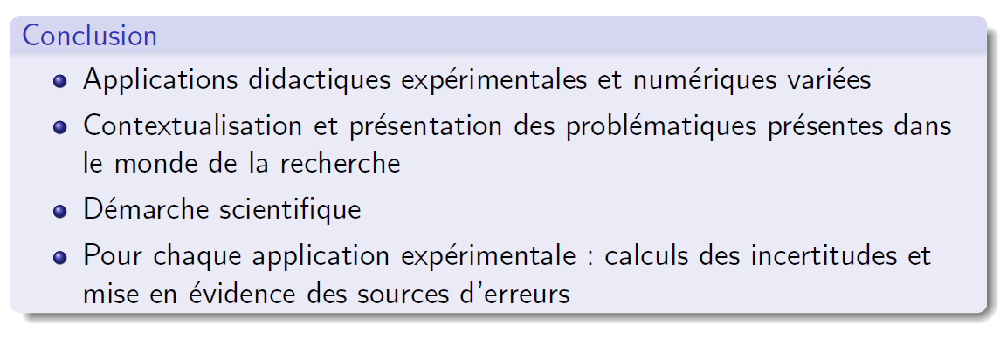 Conclusion
Applications didactiques expérimentales et numériques variées
Contextualisation et présentation des problématiques présentes dans
le monde de la recherche
Démarche scientifique
Pour chaque application expérimentale : calculs des incertitudes et
mise en évidence des sources d'erreurs